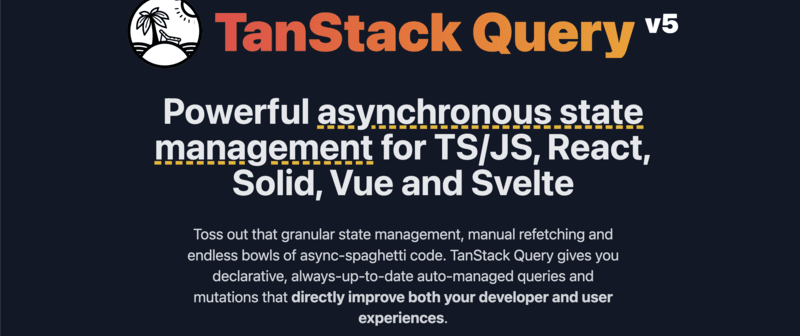 TanStack Query v5
Powerful asynchronous state
management for TS/JS, React,
Solid, Vue and Svelte
Toss out that granular state management, manual refetching and
endless bowls of async-spaghetti code. TanStack Query gives you
declarative, always-up-to-date auto-managed queries and
mutations that directly improve both your developer and user
experiences.